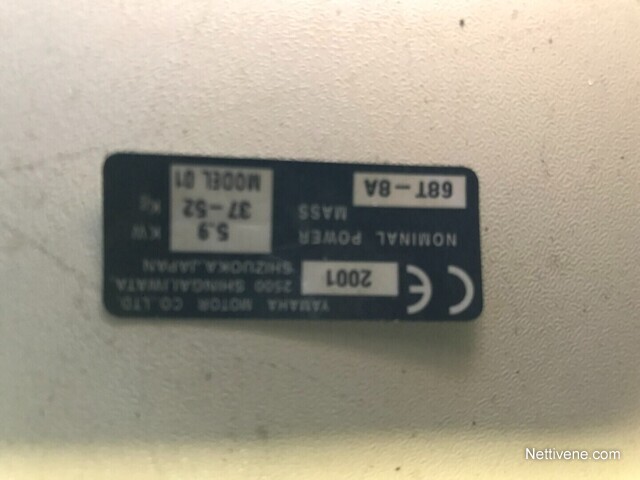 YAMAHA MOTOR CO.,LTD.
2500 SHINGAI,IWATA,
SHIZUOKA,JAPAN
CE 2001
NOMINAL POWER 5.9 KW
MASS 37-52 Kg
68T-8A MODEL 01
Nettivene.com